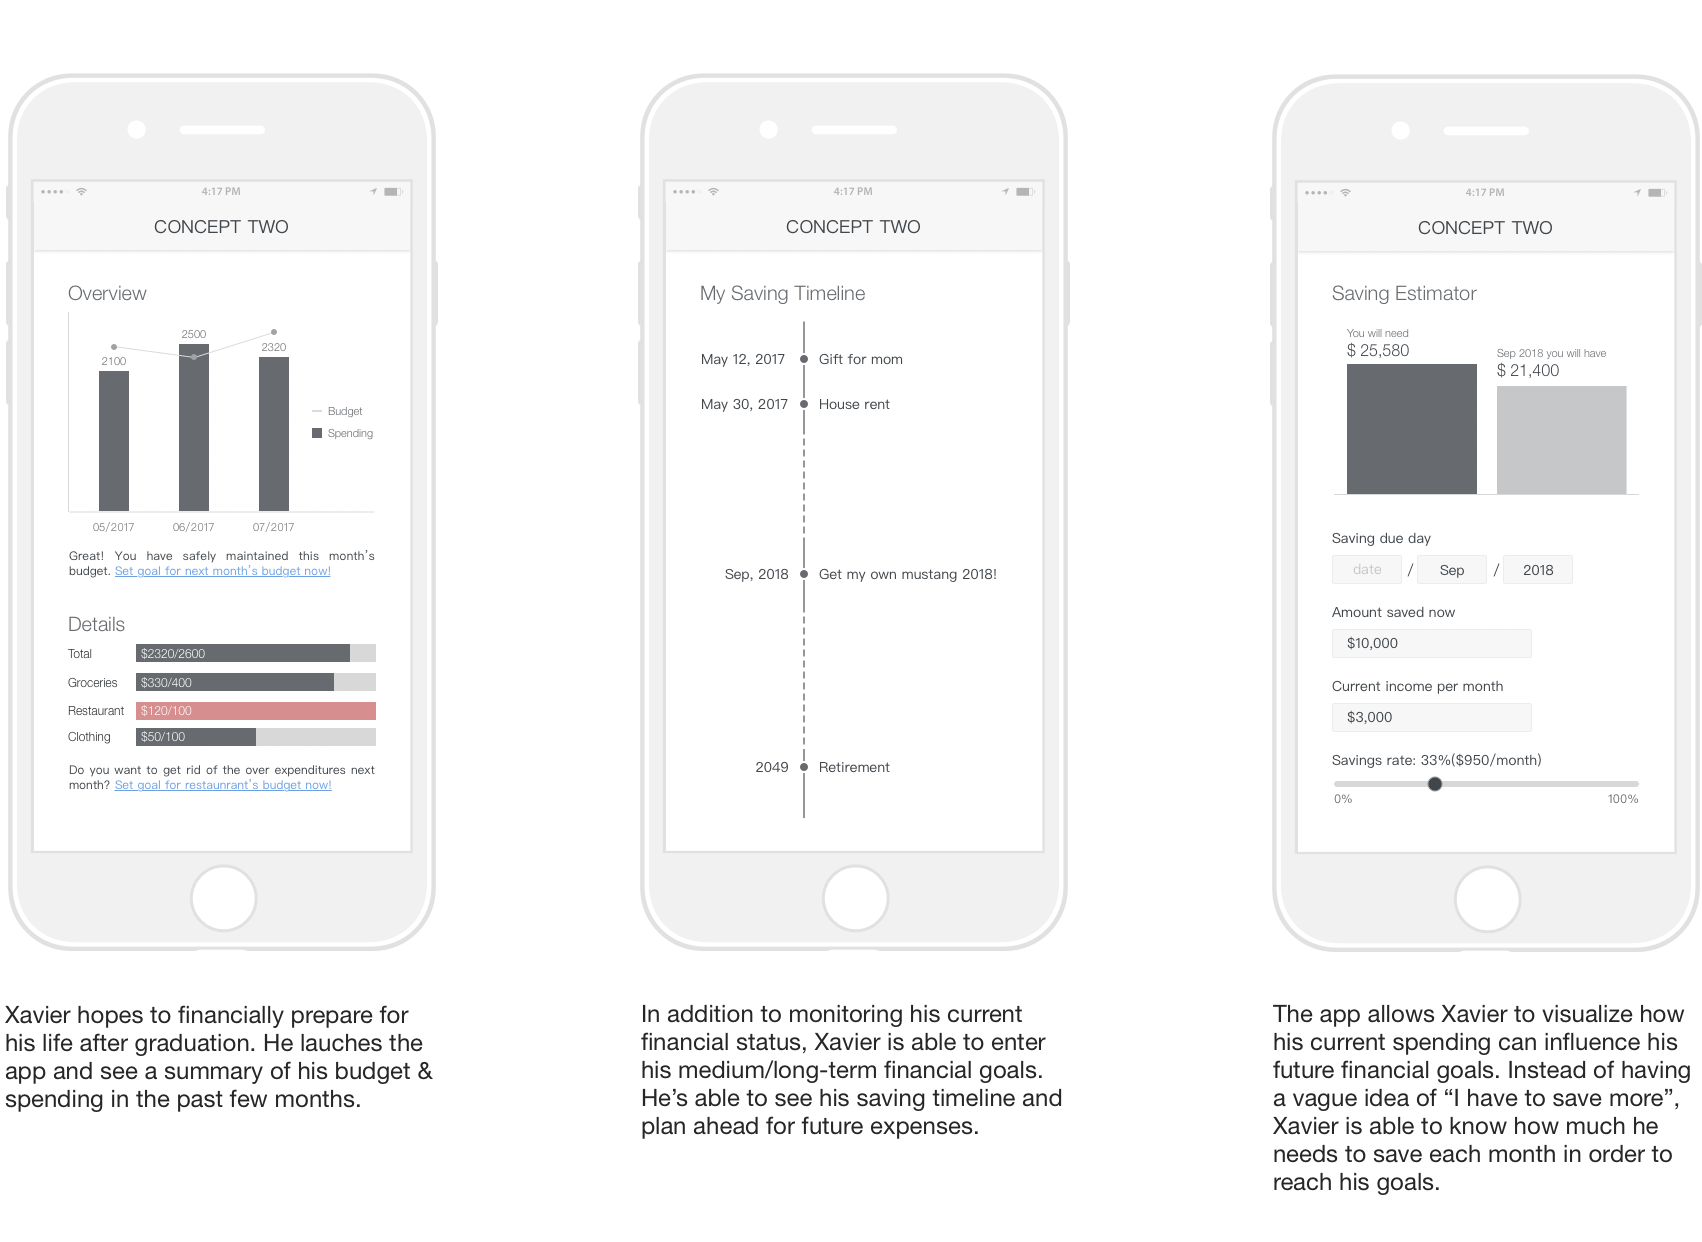 4:17 PM
CONCEPT TWO
Overview
2100
2500
2320
Budget
Spending
05/2017
06/2017
07/2017
Great! You have safely maintained this month's
budget. Set goal for next month's budget now!
Details
Total
$2320/2600
Groceries
$330/400
Restaurant
$120/100
Clothing
$50/100
Do you want to get rid of the over expenditures next
month? Set goal for restaunrant's budget now!
Xavier hopes to financially prepare for
his life after graduation. He lauches the
app and see a summary of his budget &
spending in the past few months.
4:17 PM
CONCEPT TWO
My Saving Timeline
May 12, 2017 Gift for mom
May 30, 2017 House rent
Sep, 2018 Get my own mustang 2018!
2049 Retirement
In addition to monitoring his current
financial status, Xavier is able to enter
his medium/long-term financial goals.
He’s able to see his saving timeline and
plan ahead for future expenses.
4:17 PM
CONCEPT TWO
Saving Estimator
You will need
$ 25,580
Sep 2018 you will have
$ 21,400
Saving due day
date / Sep / 2018
Amount saved now
$10,000
Current income per month
$3,000
Savings rate: 33%($950/month)
0% 100%
The app allows Xavier to visualize how
his current spending can influence his
future financial goals. Instead of having
a vague idea of “I have to save more”,
Xavier is able to know how much he
needs to save each month in order to
reach his goals.